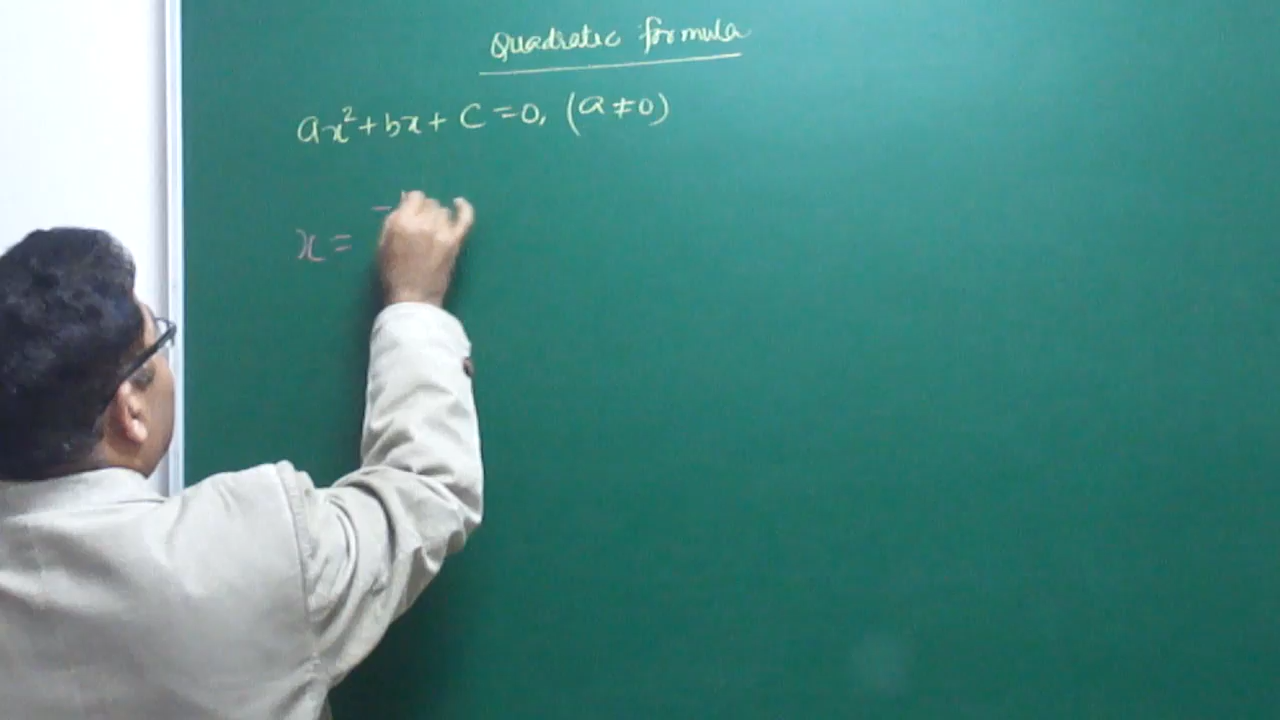 Quadratic formula
ax²+bx+c=0, (a≠0)
x= -